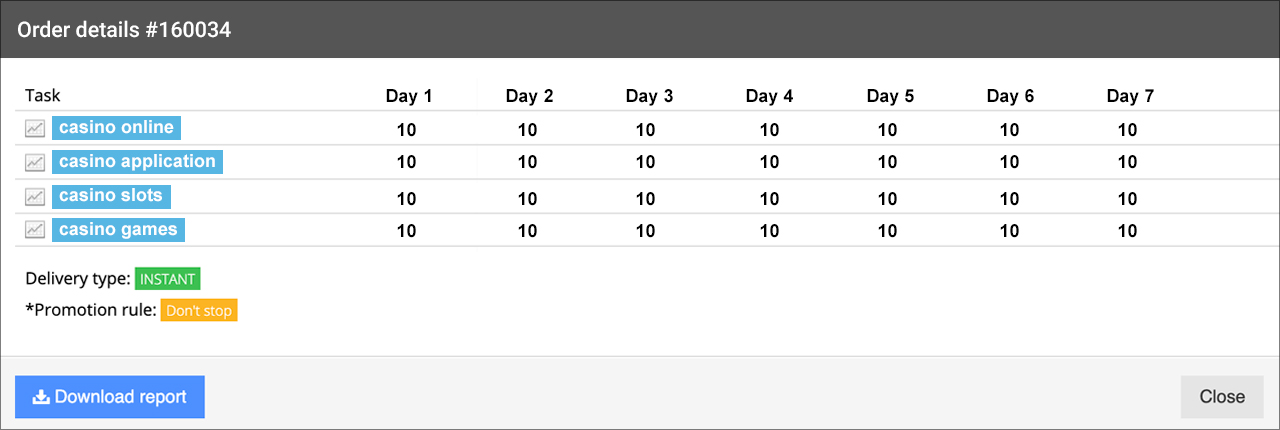 Order details #160034
Task Day 1 Day 2 Day 3 Day 4 Day 5 Day 6 Day 7
casino online 10 10 10 10 10 10 10
casino application 10 10 10 10 10 10 10
casino slots 10 10 10 10 10 10 10
casino games 10 10 10 10 10 10 10
Delivery type: INSTANT
*Promotion rule: Don't stop
Download report Close